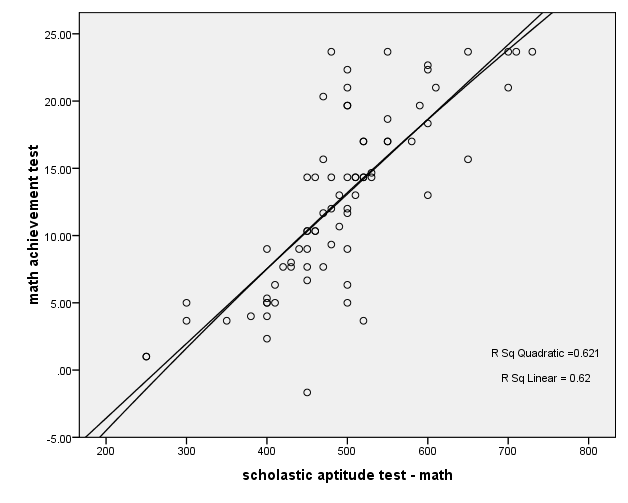 25.00
20.00
15.00
10.00
5.00
.00
-5.00
math achievement test
R Sq Quadratic =0.621
R Sq Linear = 0.62
200 300 400 500 600 700 800
scholastic aptitude test - math